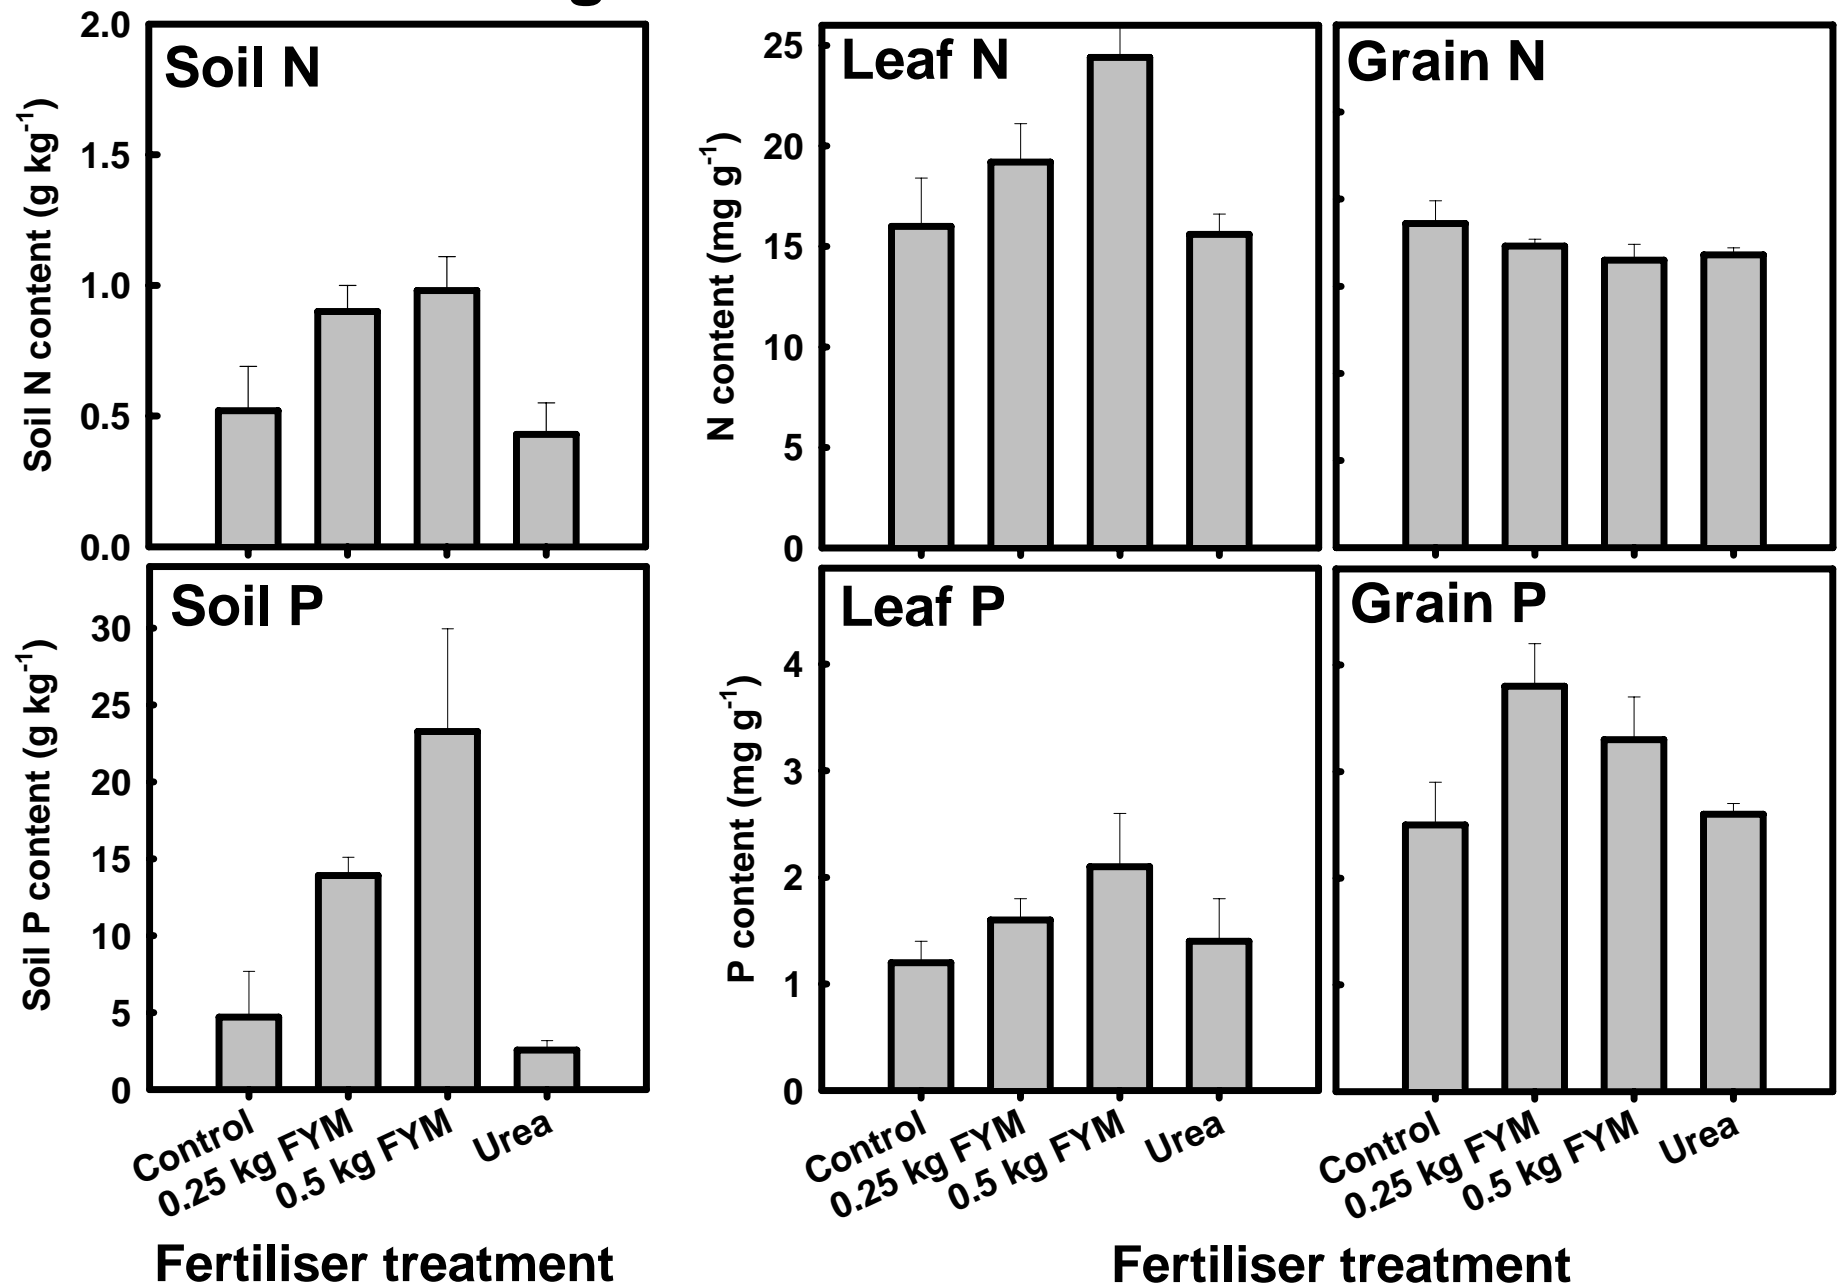 g
Soil N
Soil N content (g kg-1)
2.0
1.5
1.0
0.5
0.0
Leaf N
N content (mg g-1)
25
20
15
10
5
0
Grain N
Soil P
Soil P content (g kg-1)
30
25
20
15
10
5
0
Control
0.25 kg FYM
0.5 kg FYM
Urea
Fertiliser treatment
Leaf P
P content (mg g-1)
4
3
2
1
0
Control
0.25 kg FYM
0.5 kg FYM
Urea
Grain P
Control
0.25 kg FYM
0.5 kg FYM
Urea
Fertiliser treatment